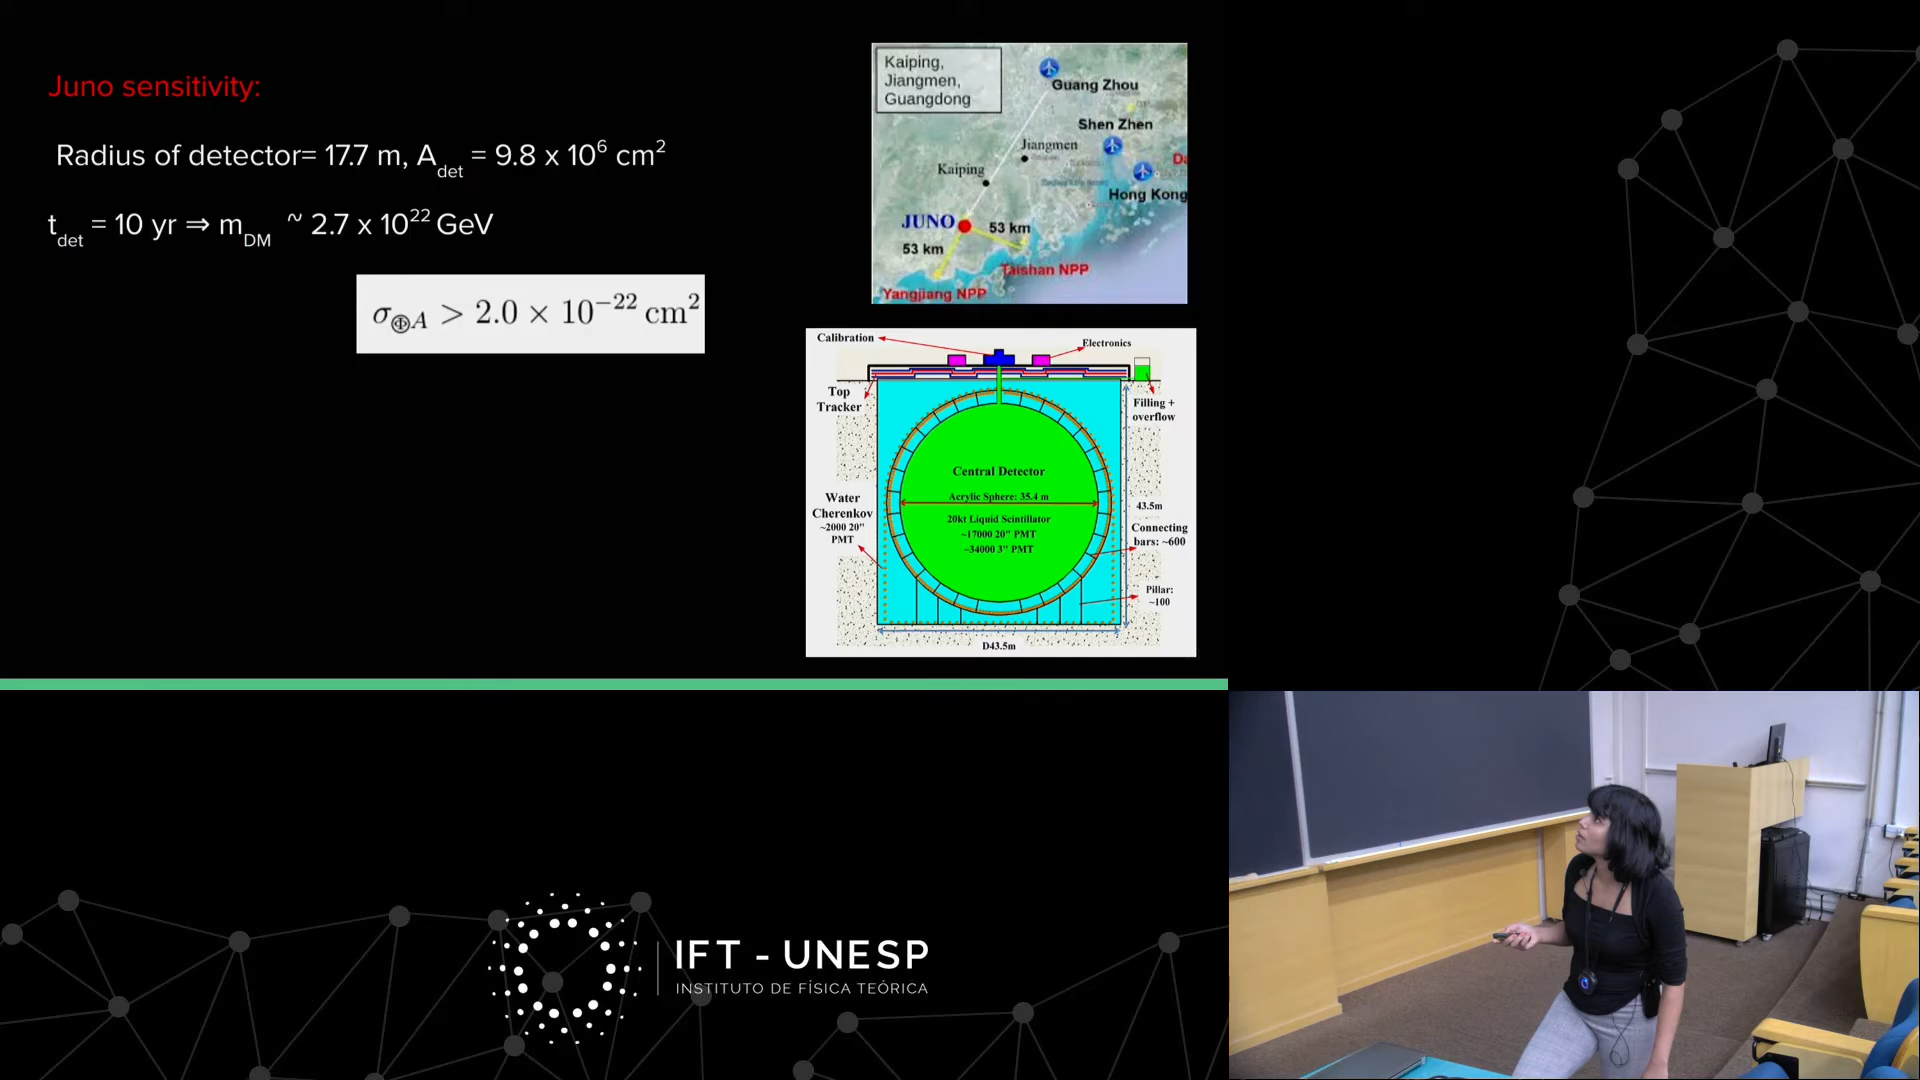 Juno sensitivity:
Radius of detector= 17.7 m, A_det = 9.8 x 10^6 cm^2
t_det = 10 yr ⇒ m_DM ~ 2.7 x 10^22 GeV
σ_⊕A > 2.0 × 10^−22 cm^2
Kaiping,
Jiangmen,
Guangdong
Guang Zhou
Shen Zhen
Jiangmen
Kaiping
Da
Hong Kong
JUNO
53 km
53 km
Taishan NPP
Yangjiang NPP
Calibration
Electronics
Top
Tracker
Filling +
overflow
Central Detector
Acrylic Sphere: 35.4 m
20kt Liquid Scintillator
~17000 20" PMT
~34000 3" PMT
Water
Cherenkov
~2000 20"
PMT
43.5m
Connecting
bars: ~600
Pillar:
~100
D43.5m
IFT - UNESP
INSTITUTO DE FÍSICA TEÓRICA